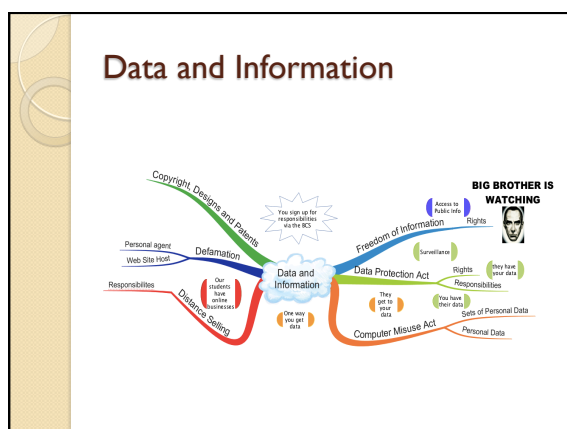 Data and Information
Copyright, Designs and Patents
You sign up for
responsibilities
via the BCS
Access to
Public Info
BIG BROTHER IS
WATCHING
Freedom of Information
Rights
Personal agent
Web Site Host
Defamation
Surveillance
Data and
Information
Data Protection Act
Rights
Responsibilities
they have
your data
Responsibilites
Our
students
have
online
businesses
Distance Selling
One way
you get
data
They
get to
your
data
You have
their data
Computer Misuse Act
Sets of Personal Data
Personal Data